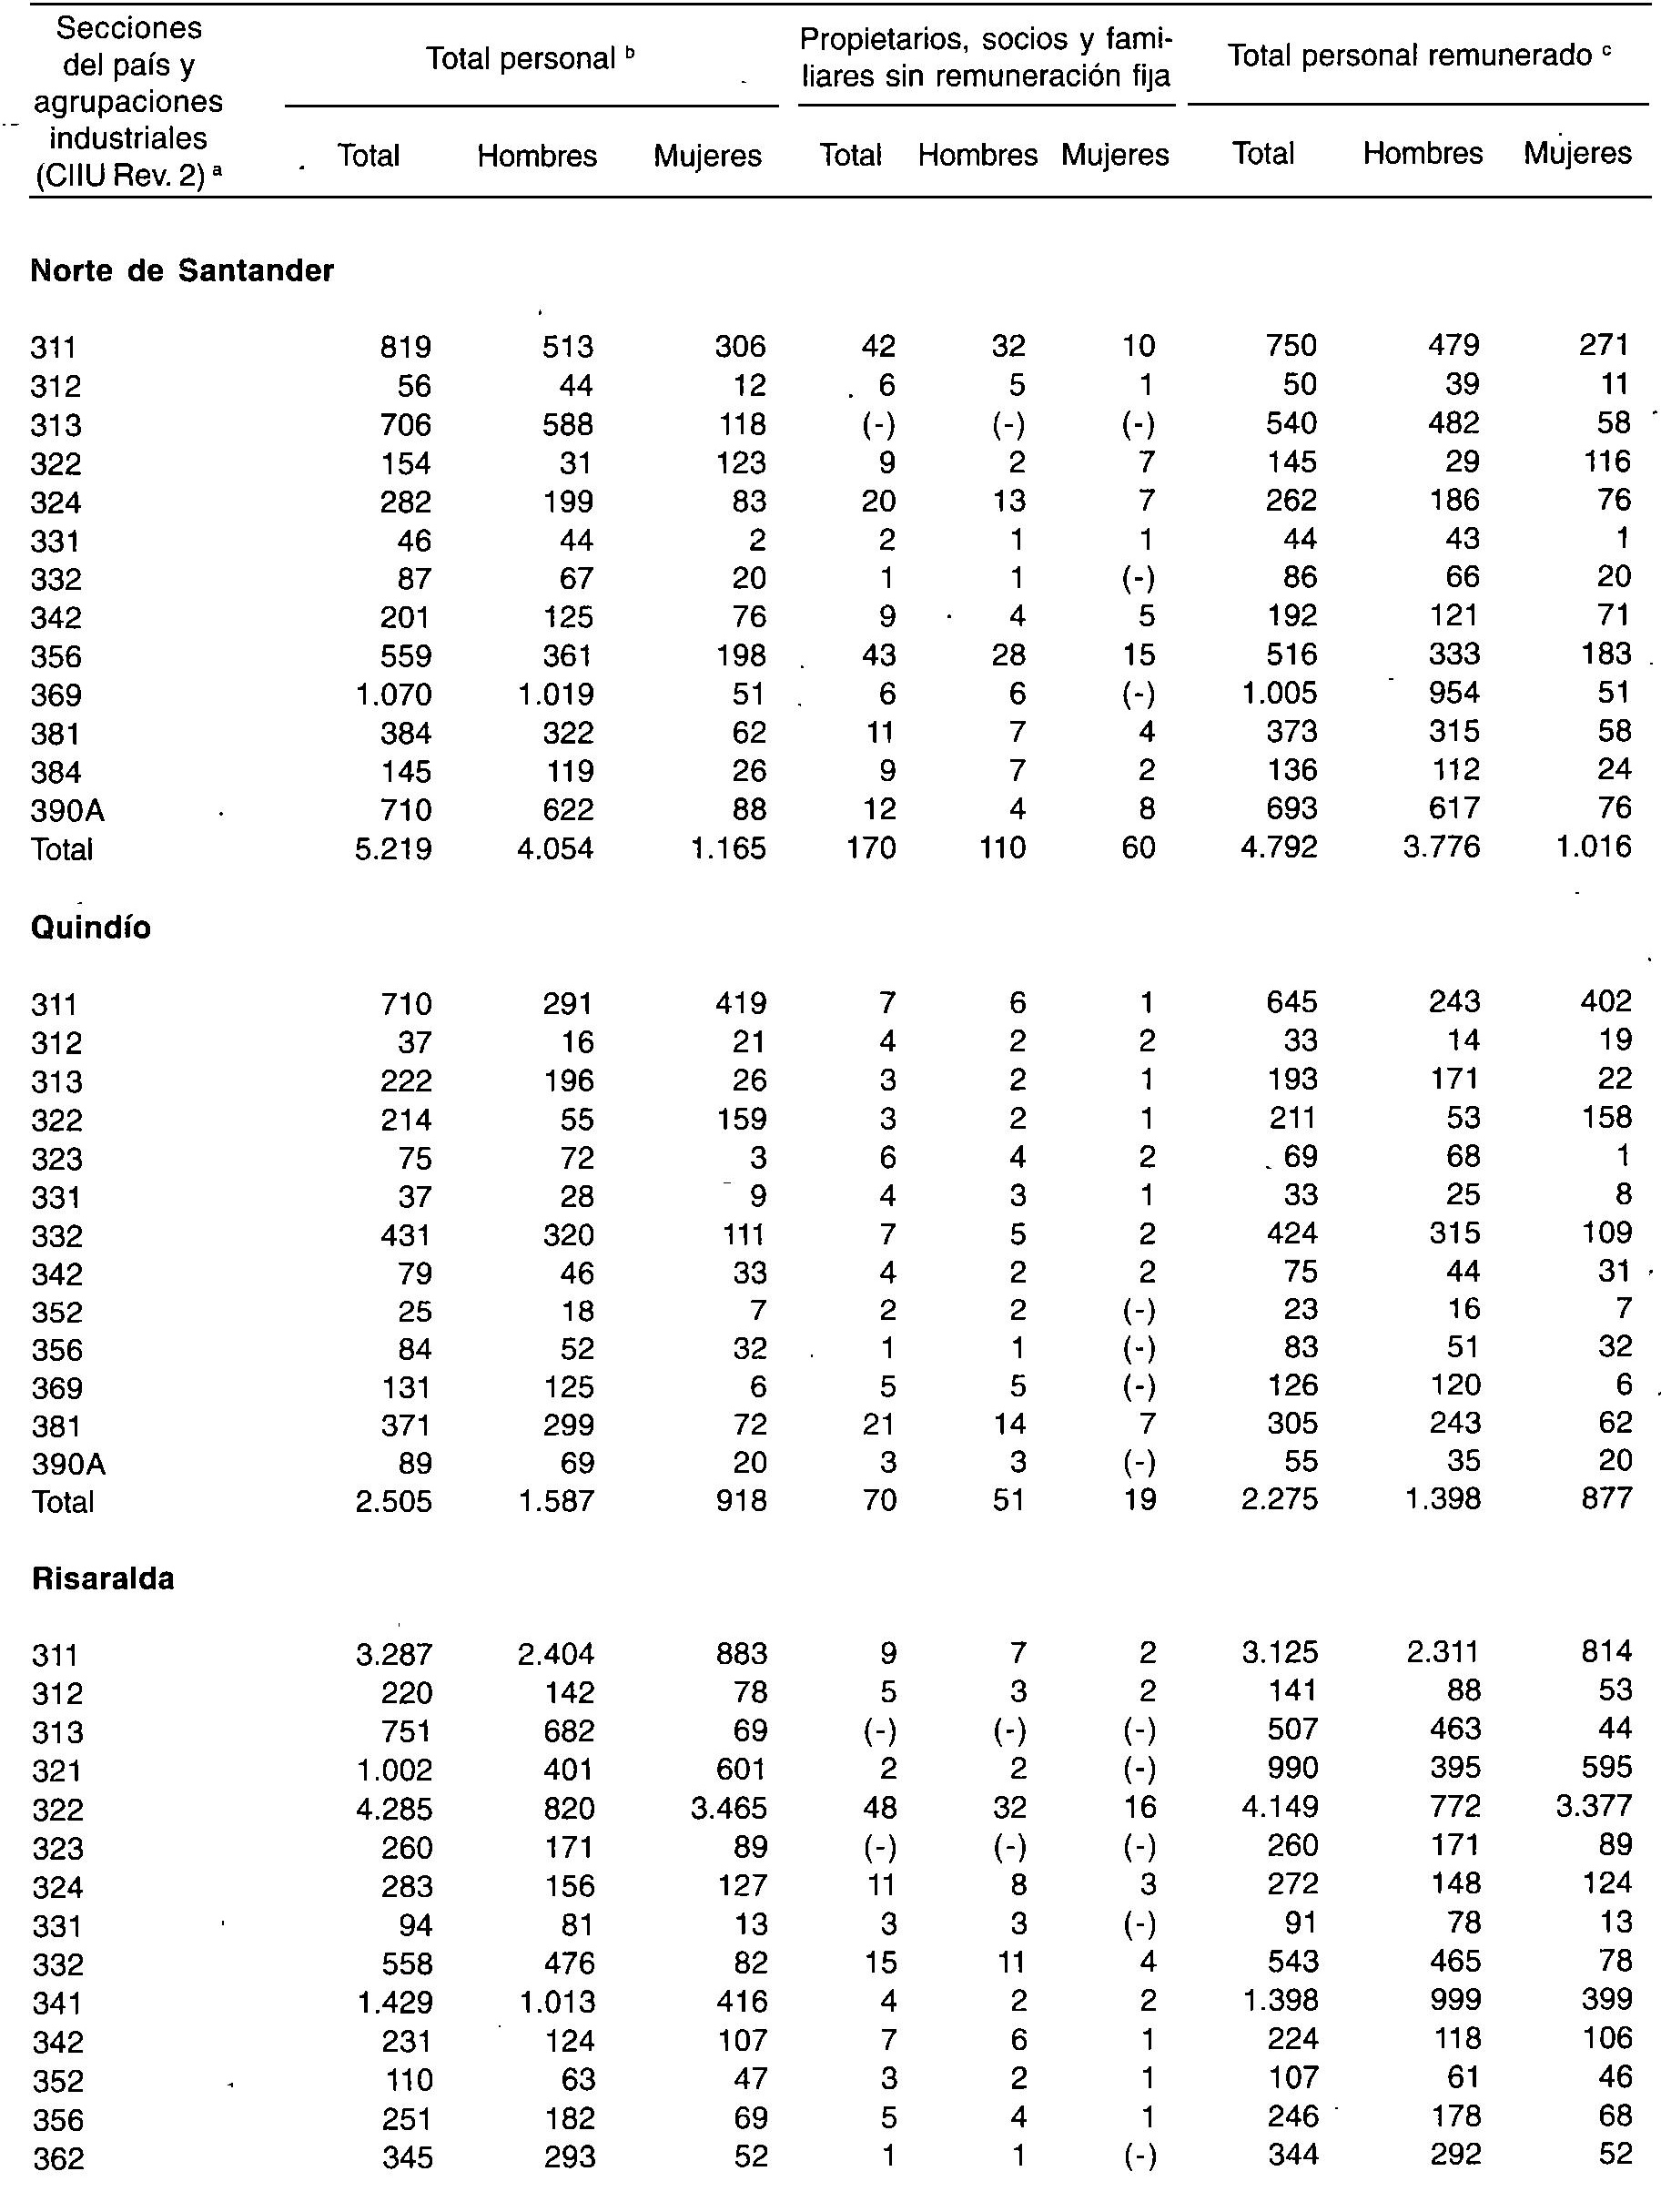 Secciones
del país y
agrupaciones
industriales
(CIIU Rev. 2) a
Total personal b
Propietarios, socios y fami-
liares sin remuneración fija
Total personal remunerado c
Total Hombres Mujeres Total Hombres Mujeres Total Hombres Mujeres
Norte de Santander
311 819 513 306 42 32 10 750 479 271
312 56 44 12 6 5 1 50 39 11
313 706 588 118 (-) (-) (-) 540 482 58
322 154 31 123 9 2 7 145 29 116
324 282 199 83 20 13 7 262 186 76
331 46 44 2 2 1 1 44 43 1
332 87 67 20 1 1 (-) 86 66 20
342 201 125 76 9 4 5 192 121 71
356 559 361 198 43 28 15 516 333 183
369 1.070 1.019 51 6 6 (-) 1.005 954 51
381 384 322 62 11 7 4 373 315 58
384 145 119 26 9 7 2 136 112 24
390A 710 622 88 12 4 8 693 617 76
Total 5.219 4.054 1.165 170 110 60 4.792 3.776 1.016
Quindío
311 710 291 419 7 6 1 645 243 402
312 37 16 21 4 2 2 33 14 19
313 222 196 26 3 2 1 193 171 22
322 214 55 159 3 2 1 211 53 158
323 75 72 3 6 4 2 69 68 1
331 37 28 9 4 3 1 33 25 8
332 431 320 111 7 5 2 424 315 109
342 79 46 33 4 2 2 75 44 31
352 25 18 7 2 2 (-) 23 16 7
356 84 52 32 1 1 (-) 83 51 32
369 131 125 6 5 5 (-) 126 120 6
381 371 299 72 21 14 7 305 243 62
390A 89 69 20 3 3 (-) 55 35 20
Total 2.505 1.587 918 70 51 19 2.275 1.398 877
Risaralda
311 3.287 2.404 883 9 7 2 3.125 2.311 814
312 220 142 78 5 3 2 141 88 53
313 751 682 69 (-) (-) (-) 507 463 44
321 1.002 401 601 2 2 (-) 990 395 595
322 4.285 820 3.465 48 32 16 4.149 772 3.377
323 260 171 89 (-) (-) (-) 260 171 89
324 283 156 127 11 8 3 272 148 124
331 94 81 13 3 3 (-) 91 78 13
332 558 476 82 15 11 4 543 465 78
341 1.429 1.013 416 4 2 2 1.398 999 399
342 231 124 107 7 6 1 224 118 106
352 110 63 47 3 2 1 107 61 46
356 251 182 69 5 4 1 246 178 68
362 345 293 52 1 1 (-) 344 292 52